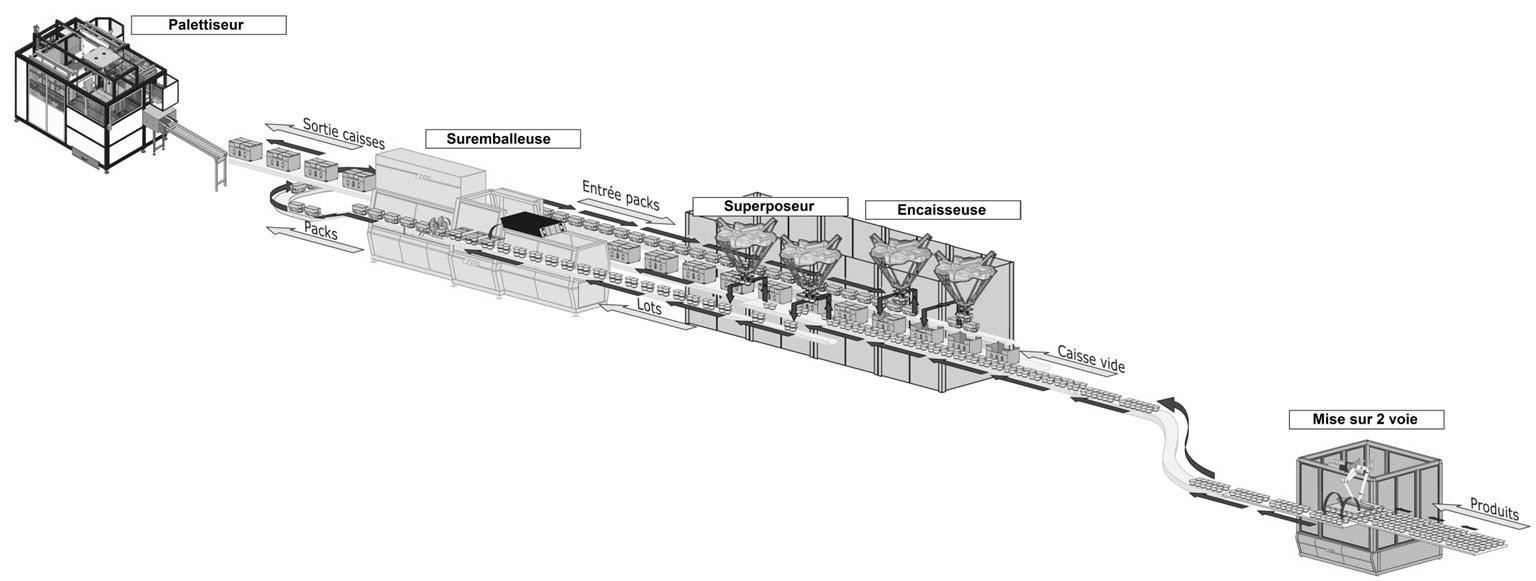 Palettiseur
Sortie caisses
Suremballeuse
Entrée packs
Superposeur
Encaisseuse
Packs
Lots
Caisse vide
Mise sur 2 voie
Produits